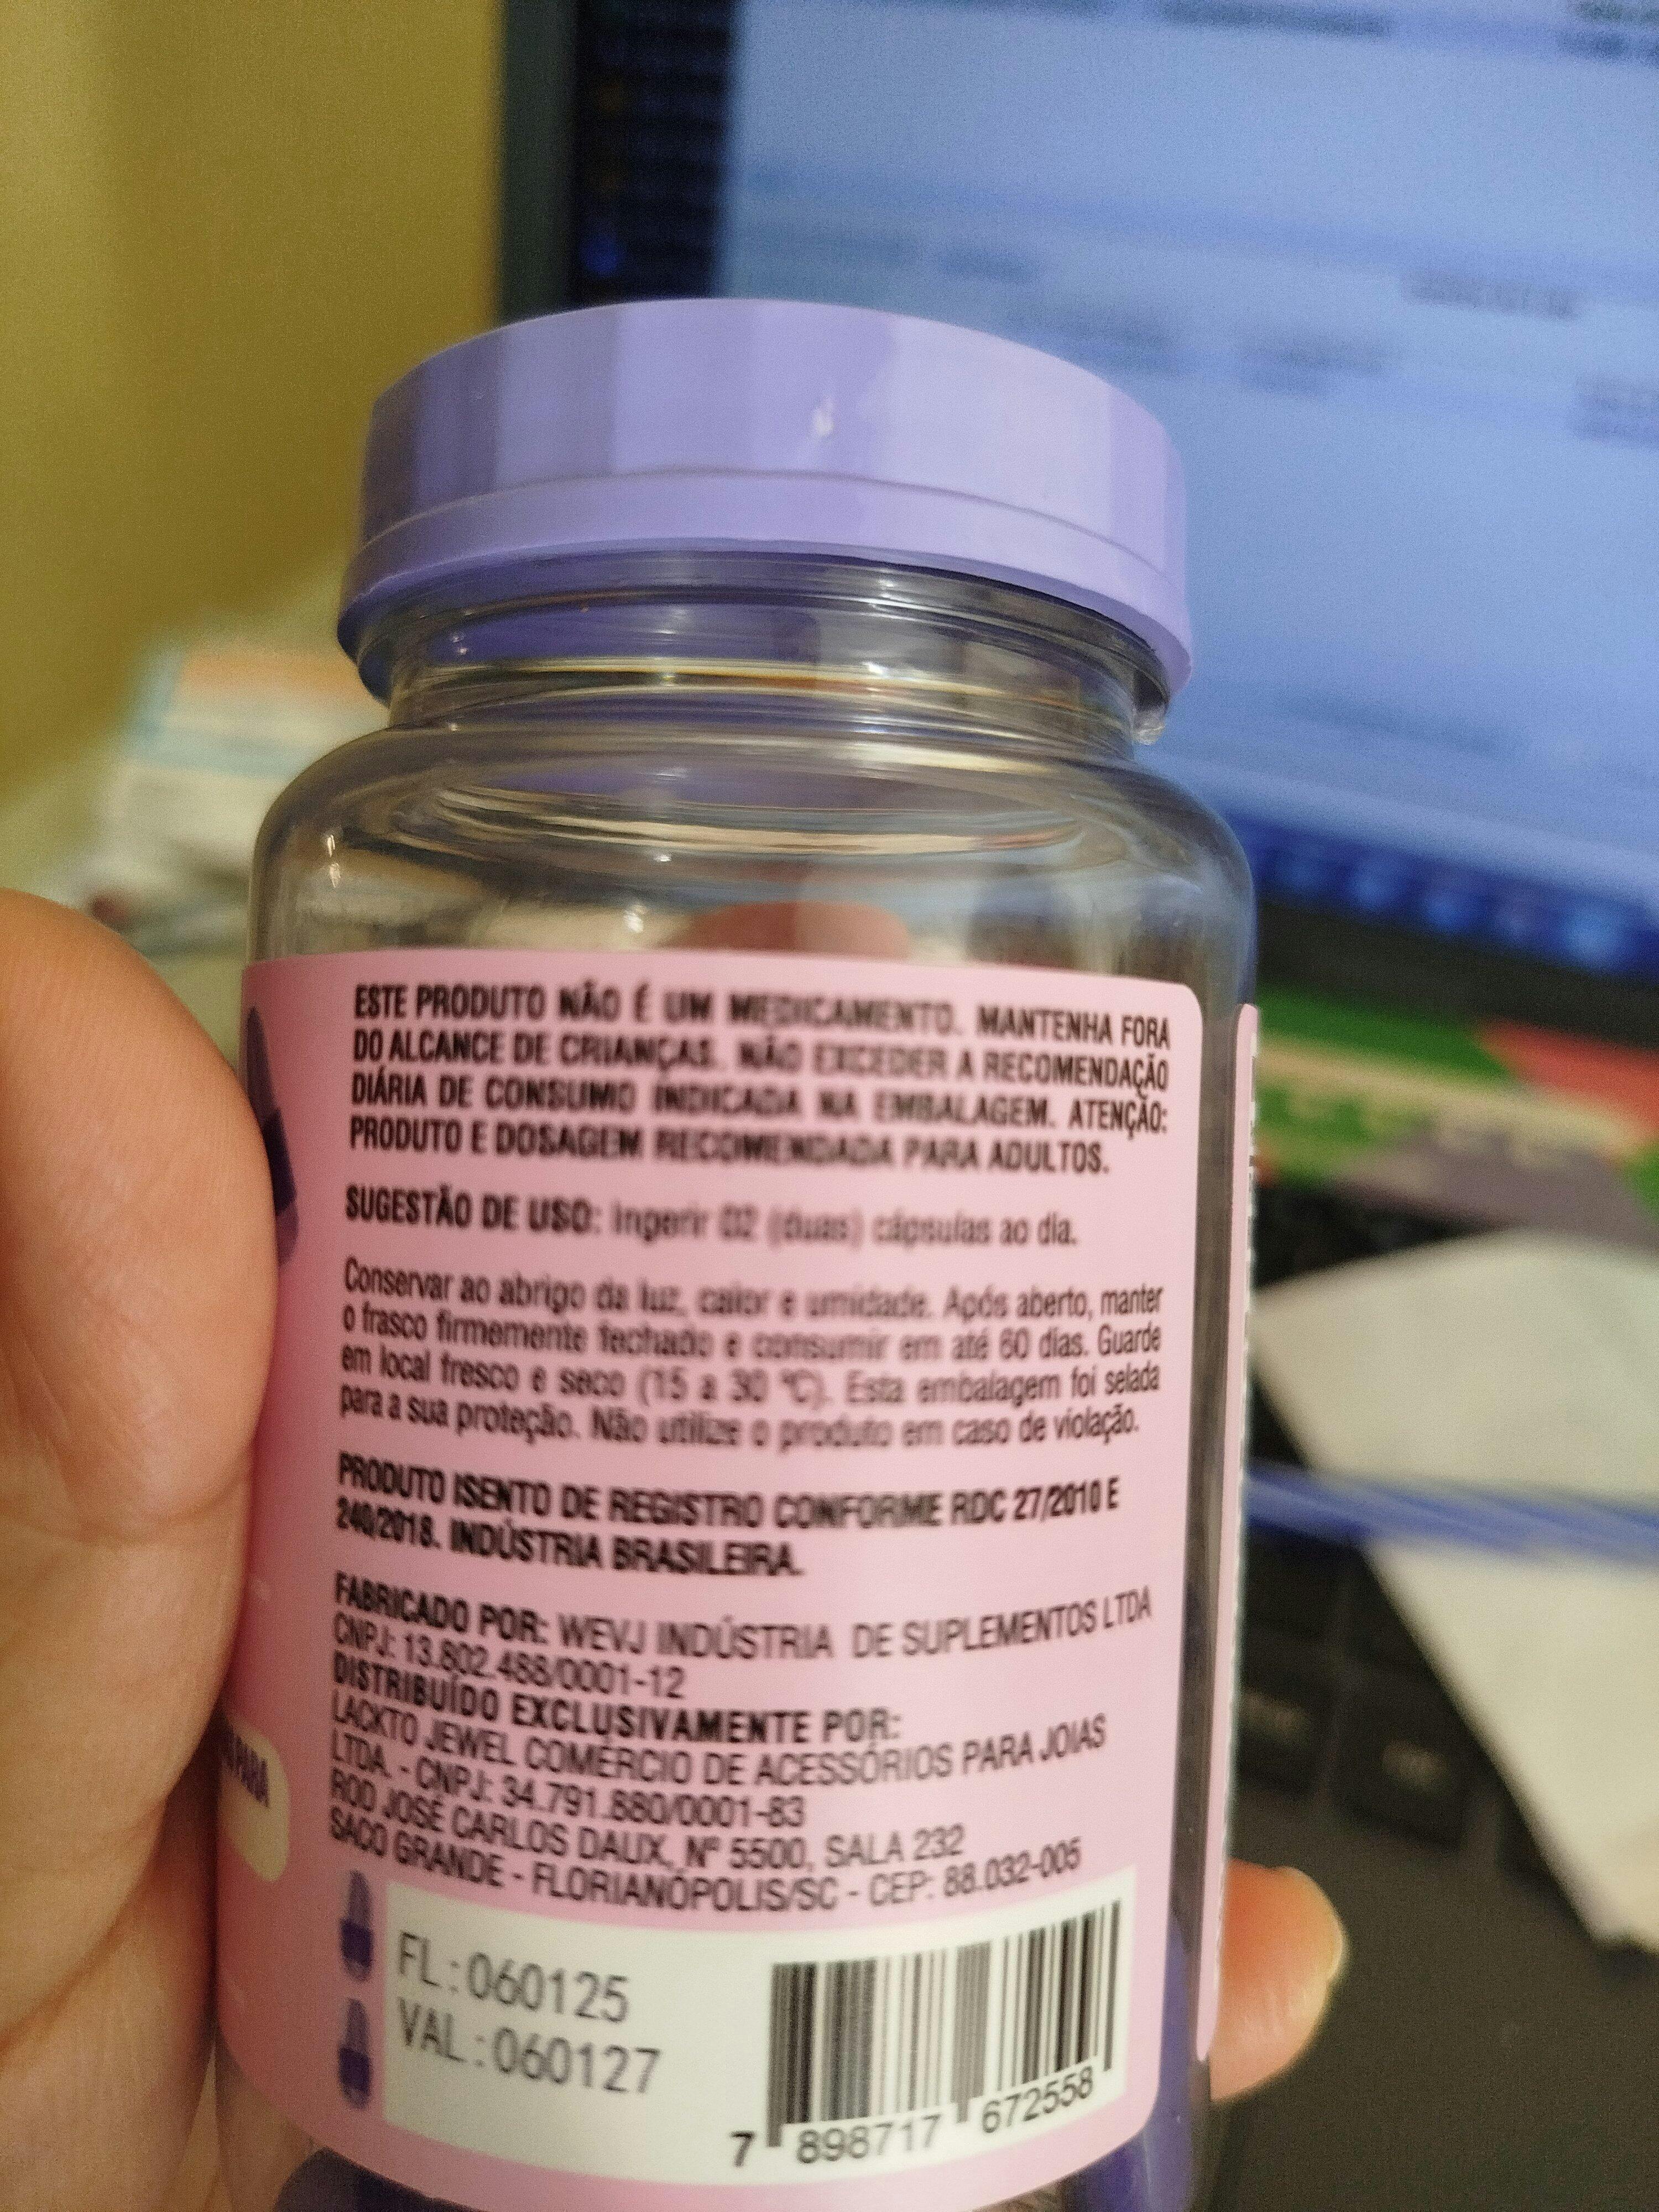 ESTE PRODUTO NÃO É UM MEDICAMENTO. MANTENHA FORA
DO ALCANCE DE CRIANÇAS. NÃO EXCEDER A RECOMENDAÇÃO
DIÁRIA DE CONSUMO INDICADA NA EMBALAGEM. ATENÇÃO:
PRODUTO E DOSAGEM RECOMENDADA PARA ADULTOS.
SUGESTÃO DE USO: Ingerir 02 (duas) cápsulas ao dia.
Conservar ao abrigo da luz, calor e umidade. Após aberto, manter
o frasco firmemente fechado e consumir em até 60 dias. Guarde
em local fresco e seco (15 a 30 °C). Esta embalagem foi selada
para a sua proteção. Não utilize o produto em caso de violação.
PRODUTO ISENTO DE REGISTRO CONFORME RDC 27/2010 E
240/2018. INDÚSTRIA BRASILEIRA.
FABRICADO POR: WEVJ INDÚSTRIA DE SUPLEMENTOS LTDA
CNPJ: 13.802.488/0001-12
DISTRIBUÍDO EXCLUSIVAMENTE POR:
LACKTO JEWEL COMÉRCIO DE ACESSÓRIOS PARA JOIAS
LTDA. - CNPJ: 34.791.880/0001-83
ROD JOSÉ CARLOS DAUX, Nº 5500, SALA 232
SACO GRANDE - FLORIANÓPOLIS/SC - CEP: 88.032-005
FL:060125
VAL:060127
7 898717 672558
PARA